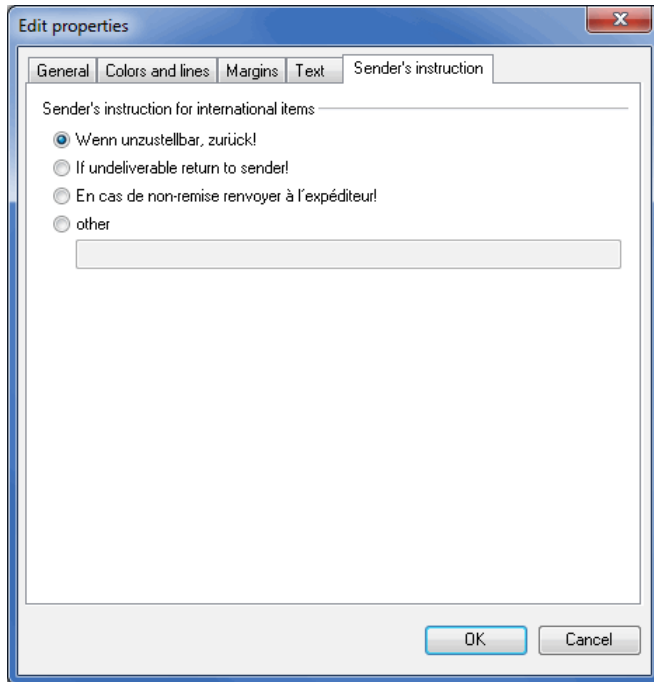 Edit properties
General Colors and lines Margins Text Sender's instruction
Sender's instruction for international items
Wenn unzustellbar, zurück!
If undeliverable return to sender!
En cas de non-remise renvoyer à l´expéditeur!
other
OK Cancel